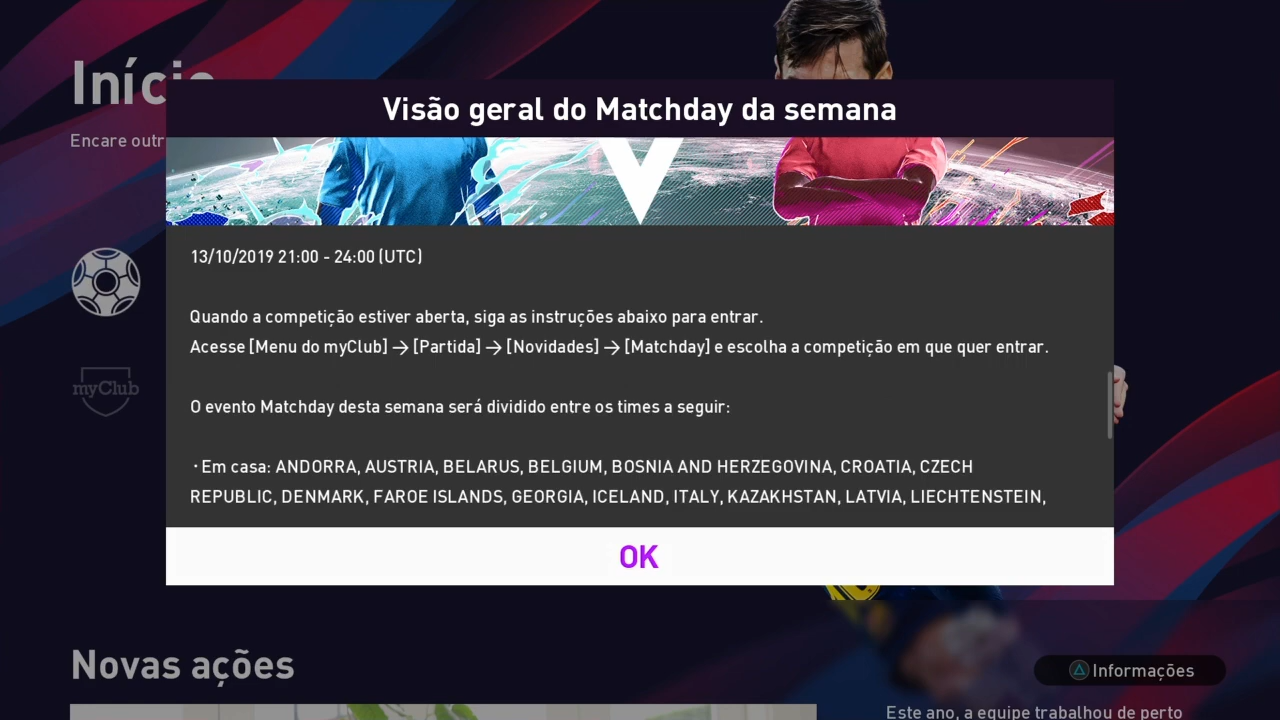 Início
Encare outr
Visão geral do Matchday da semana
13/10/2019 21:00 - 24:00 (UTC)
Quando a competição estiver aberta, siga as instruções abaixo para entrar.
Acesse [Menu do myClub] → [Partida] → [Novidades] → [Matchday] e escolha a competição em que quer entrar.
O evento Matchday desta semana será dividido entre os times a seguir:
・Em casa: ANDORRA, AUSTRIA, BELARUS, BELGIUM, BOSNIA AND HERZEGOVINA, CROATIA, CZECH
REPUBLIC, DENMARK, FAROE ISLANDS, GEORGIA, ICELAND, ITALY, KAZAKHSTAN, LATVIA, LIECHTENSTEIN,
myClub
OK
Novas ações
Informações
Este ano, a equipe trabalhou de perto